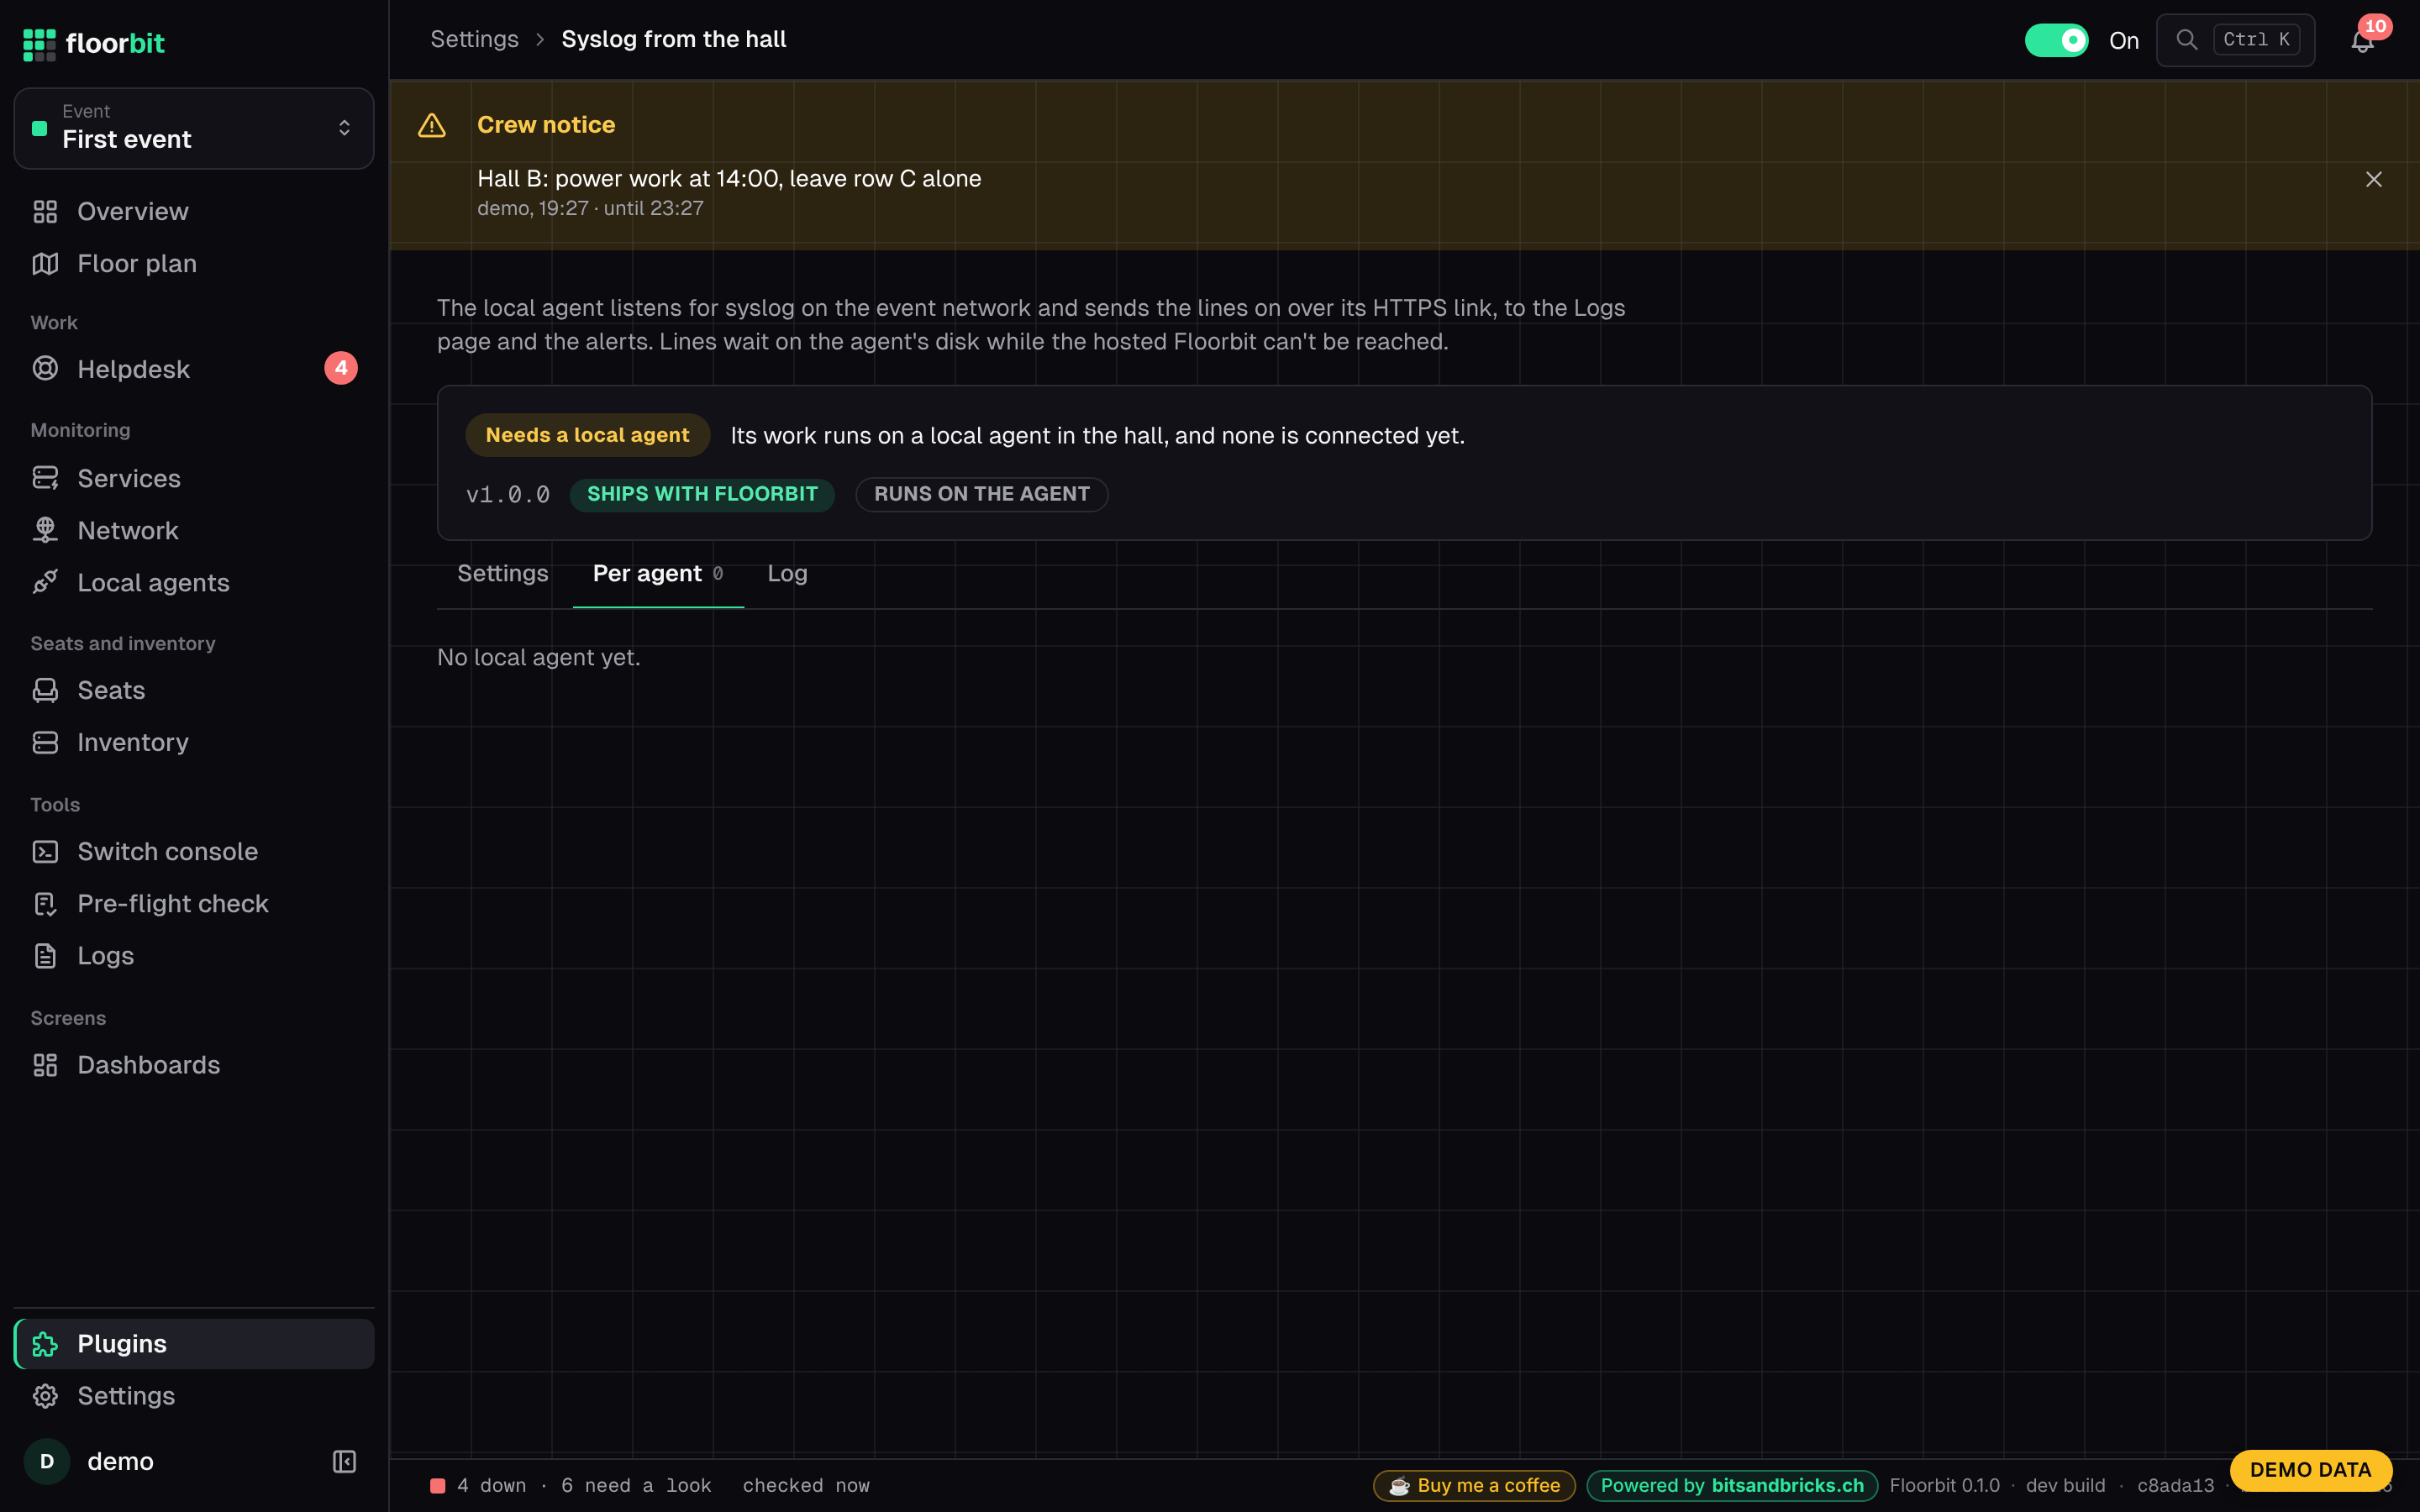 floorbit
Event
First event
Overview
Floor plan
Work
Helpdesk 4
Monitoring
Services
Network
Local agents
Seats and inventory
Seats
Inventory
Tools
Switch console
Pre-flight check
Logs
Screens
Dashboards
Plugins
Settings
D demo
Settings > Syslog from the hall
On
Ctrl K
10
Crew notice
Hall B: power work at 14:00, leave row C alone
demo, 19:27 · until 23:27
The local agent listens for syslog on the event network and sends the lines on over its HTTPS link, to the Logs
page and the alerts. Lines wait on the agent's disk while the hosted Floorbit can't be reached.
Needs a local agent Its work runs on a local agent in the hall, and none is connected yet.
v1.0.0 SHIPS WITH FLOORBIT RUNS ON THE AGENT
Settings Per agent 0 Log
No local agent yet.
4 down · 6 need a look checked now
Buy me a coffee Powered by bitsandbricks.ch Floorbit 0.1.0 · dev build · c8ada13 ·
DEMO DATA